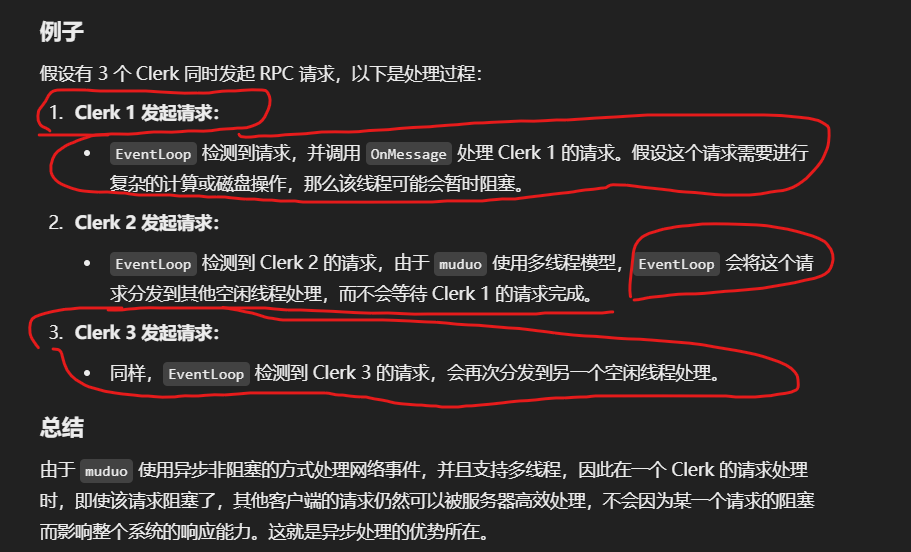 例子
假设有 3 个 Clerk 同时发起 RPC 请求，以下是处理过程：
1. Clerk 1 发起请求：
• EventLoop 检测到请求，并调用 OnMessage 处理 Clerk 1 的请求。假设这个请求需要进行
复杂的计算或磁盘操作，那么该线程可能会暂时阻塞。
2. Clerk 2 发起请求：
• EventLoop 检测到 Clerk 2 的请求，由于 muduo 使用多线程模型，EventLoop 会将这个请
求分发到其他空闲线程处理，而不会等待 Clerk 1 的请求完成。
3. Clerk 3 发起请求：
• 同样，EventLoop 检测到 Clerk 3 的请求，会再次分发到另一个空闲线程处理。
总结
由于 muduo 使用异步非阻塞的方式处理网络事件，并且支持多线程，因此在一个 Clerk 的请求处理
时，即使该请求阻塞了，其他客户端的请求仍然可以被服务器高效处理，不会因为某一个请求的阻塞
而影响整个系统的响应能力。这就是异步处理的优势所在。